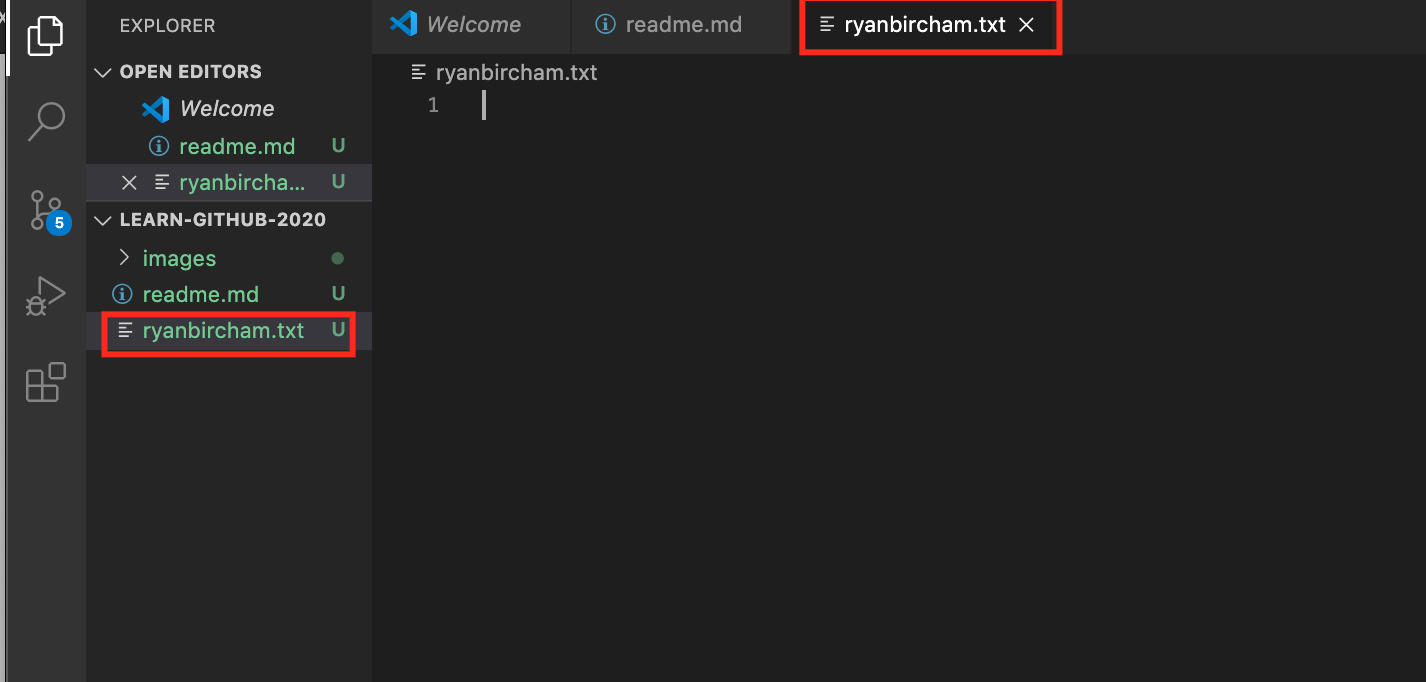 EXPLORER
OPEN EDITORS
Welcome
readme.md U
ryanbircha... U
5
LEARN-GITHUB-2020
images
readme.md U
ryanbircham.txt U
Welcome
readme.md
ryanbircham.txt
ryanbircham.txt
1